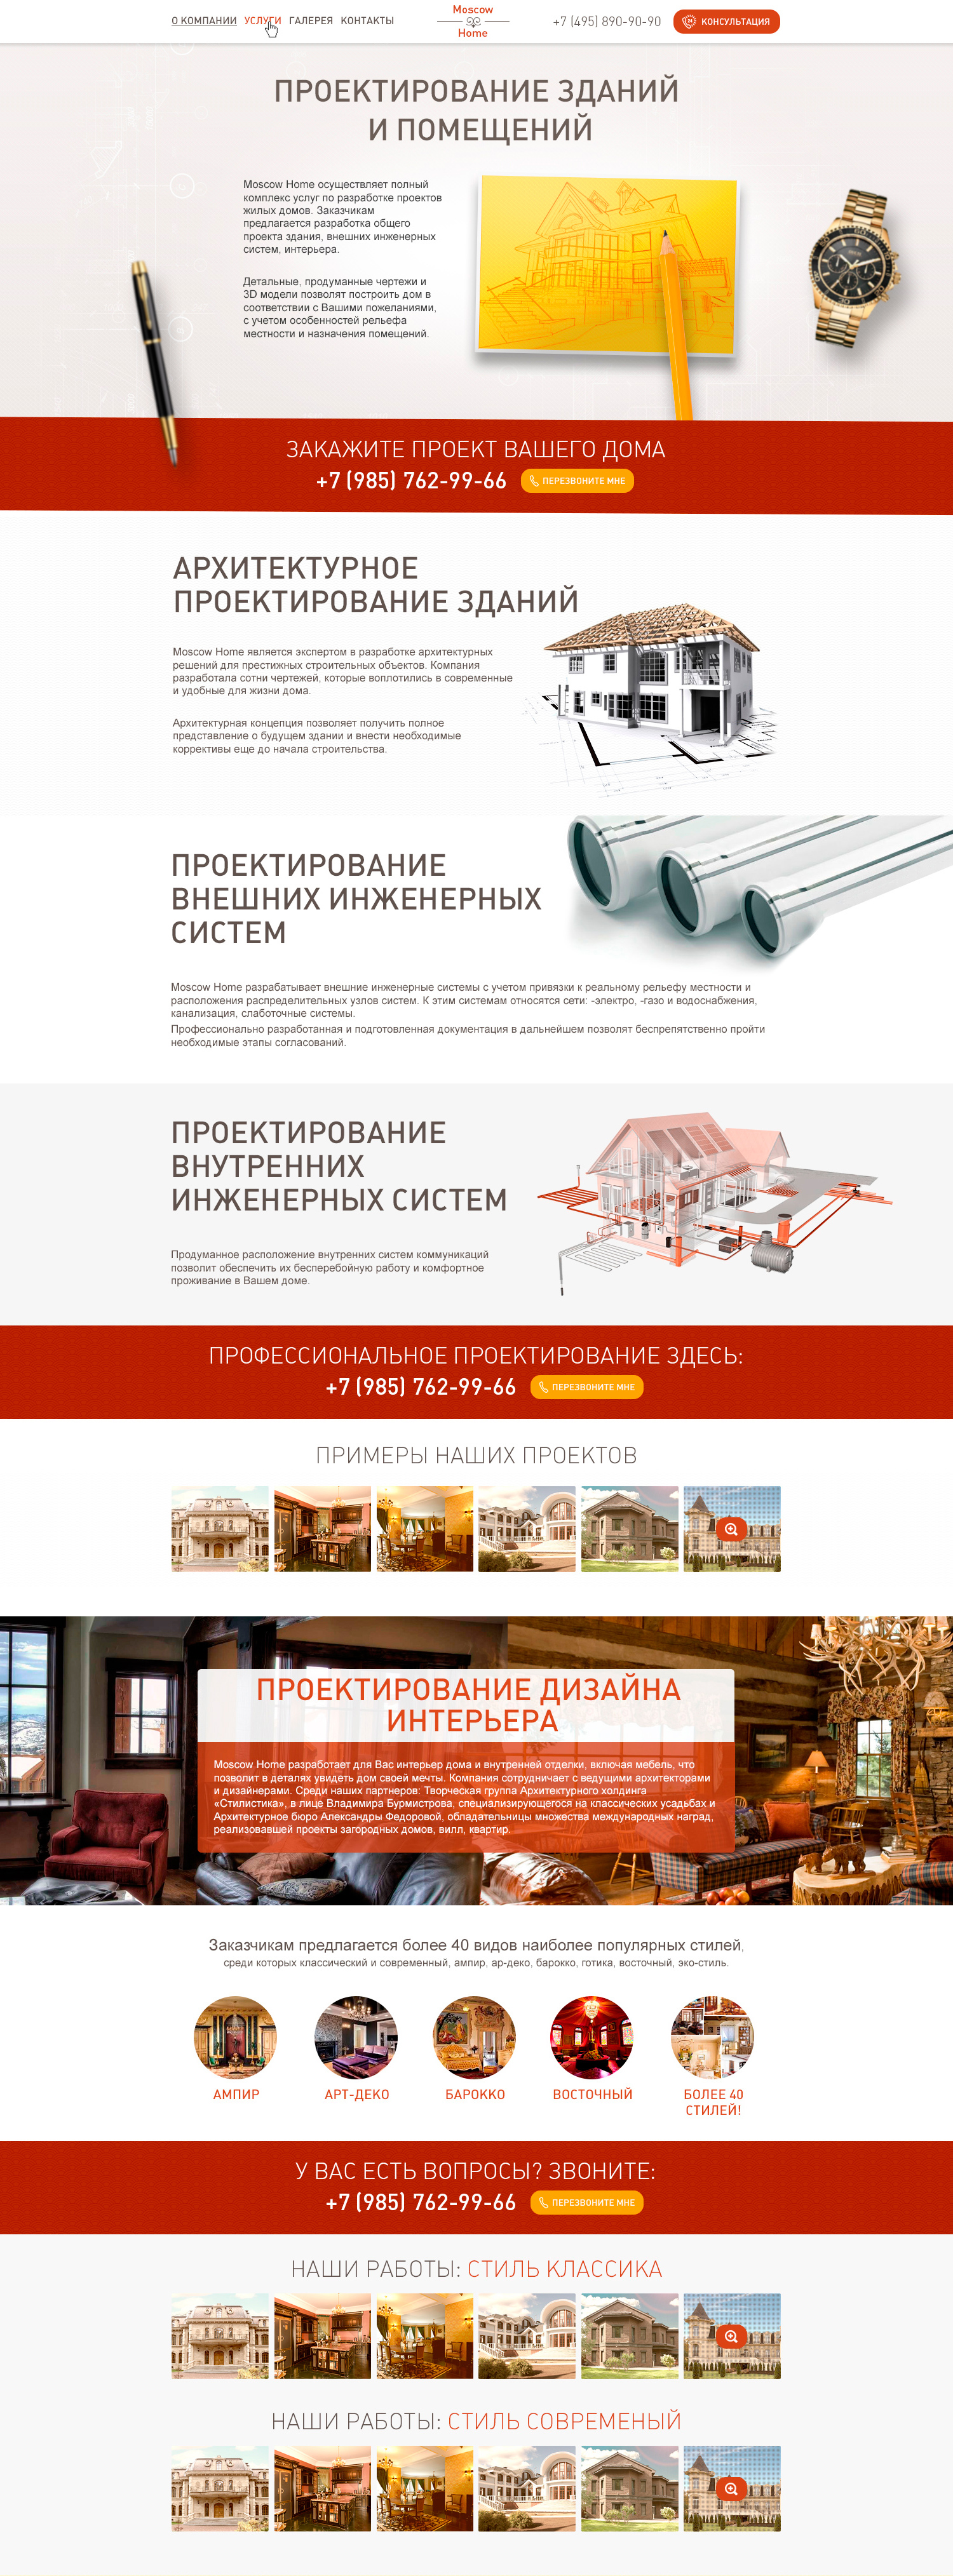 О КОМПАНИИ УСЛУГИ ГАЛЕРЕЯ КОНТАКТЫ
Moscow
Home
+7 (495) 890-90-90
КОНСУЛЬТАЦИЯ
ПРОЕКТИРОВАНИЕ ЗДАНИЙ
И ПОМЕЩЕНИЙ
Moscow Home осуществляет полный
комплекс услуг по разработке проектов
жилых домов. Заказчикам
предлагается разработка общего
проекта здания, внешних инженерных
систем, интерьера.
Детальные, продуманные чертежи и
3D модели позволят построить дом в
соответствии с Вашими пожеланиями,
с учетом особенностей рельефа
местности и назначения помещений.
ЗАКАЖИТЕ ПРОЕКТ ВАШЕГО ДОМА
+7 (985) 762-99-66
ПЕРЕЗВОНИТЕ МНЕ
АРХИТЕКТУРНОЕ
ПРОЕКТИРОВАНИЕ ЗДАНИЙ
Moscow Home является экспертом в разработке архитектурных
решений для престижных строительных объектов. Компания
разработала сотни чертежей, которые воплотились в современные
и удобные для жизни дома.
Архитектурная концепция позволяет получить полное
представление о будущем здании и внести необходимые
коррективы еще до начала строительства.
ПРОЕКТИРОВАНИЕ
ВНЕШНИХ ИНЖЕНЕРНЫХ
СИСТЕМ
Moscow Home разрабатывает внешние инженерные системы с учетом привязки к реальному рельефу местности и
расположения распределительных узлов систем. К этим системам относятся сети: -электро, -газо и водоснабжения,
канализация, слаботочные системы.
Профессионально разработанная и подготовленная документация в дальнейшем позволят беспрепятственно пройти
необходимые этапы согласований.
ПРОЕКТИРОВАНИЕ
ВНУТРЕННИХ
ИНЖЕНЕРНЫХ СИСТЕМ
Продуманное расположение внутренних систем коммуникаций
позволит обеспечить их бесперебойную работу и комфортное
проживание в Вашем доме.
ПРОФЕССИОНАЛЬНОЕ ПРОЕКТИРОВАНИЕ ЗДЕСЬ:
+7 (985) 762-99-66
ПЕРЕЗВОНИТЕ МНЕ
ПРИМЕРЫ НАШИХ ПРОЕКТОВ
ПРОЕКТИРОВАНИЕ ДИЗАЙНА
ИНТЕРЬЕРА
Moscow Home разработает для Вас интерьер дома и внутренней отделки, включая мебель, что
позволит в деталях увидеть дом своей мечты. Компания сотрудничает с ведущими архитекторами
и дизайнерами. Среди наших партнеров: Творческая группа Архитектурного холдинга
«Стилистика», в лице Владимира Бурмистрова, специализирующегося на классических усадьбах и
Архитектурное бюро Александры Федоровой, обладательницы множества международных наград,
реализовавшей проекты загородных домов, вилл, квартир.
Заказчикам предлагается более 40 видов наиболее популярных стилей,
среди которых классический и современный, ампир, ар-деко, барокко, готика, восточный, эко-стиль.
АМПИР
АРТ-ДЕКО
БАРОККО
ВОСТОЧНЫЙ
БОЛЕЕ 40
СТИЛЕЙ!
У ВАС ЕСТЬ ВОПРОСЫ? ЗВОНИТЕ:
+7 (985) 762-99-66
ПЕРЕЗВОНИТЕ МНЕ
НАШИ РАБОТЫ: СТИЛЬ КЛАССИКА
НАШИ РАБОТЫ: СТИЛЬ СОВРЕМЕНЫЙ